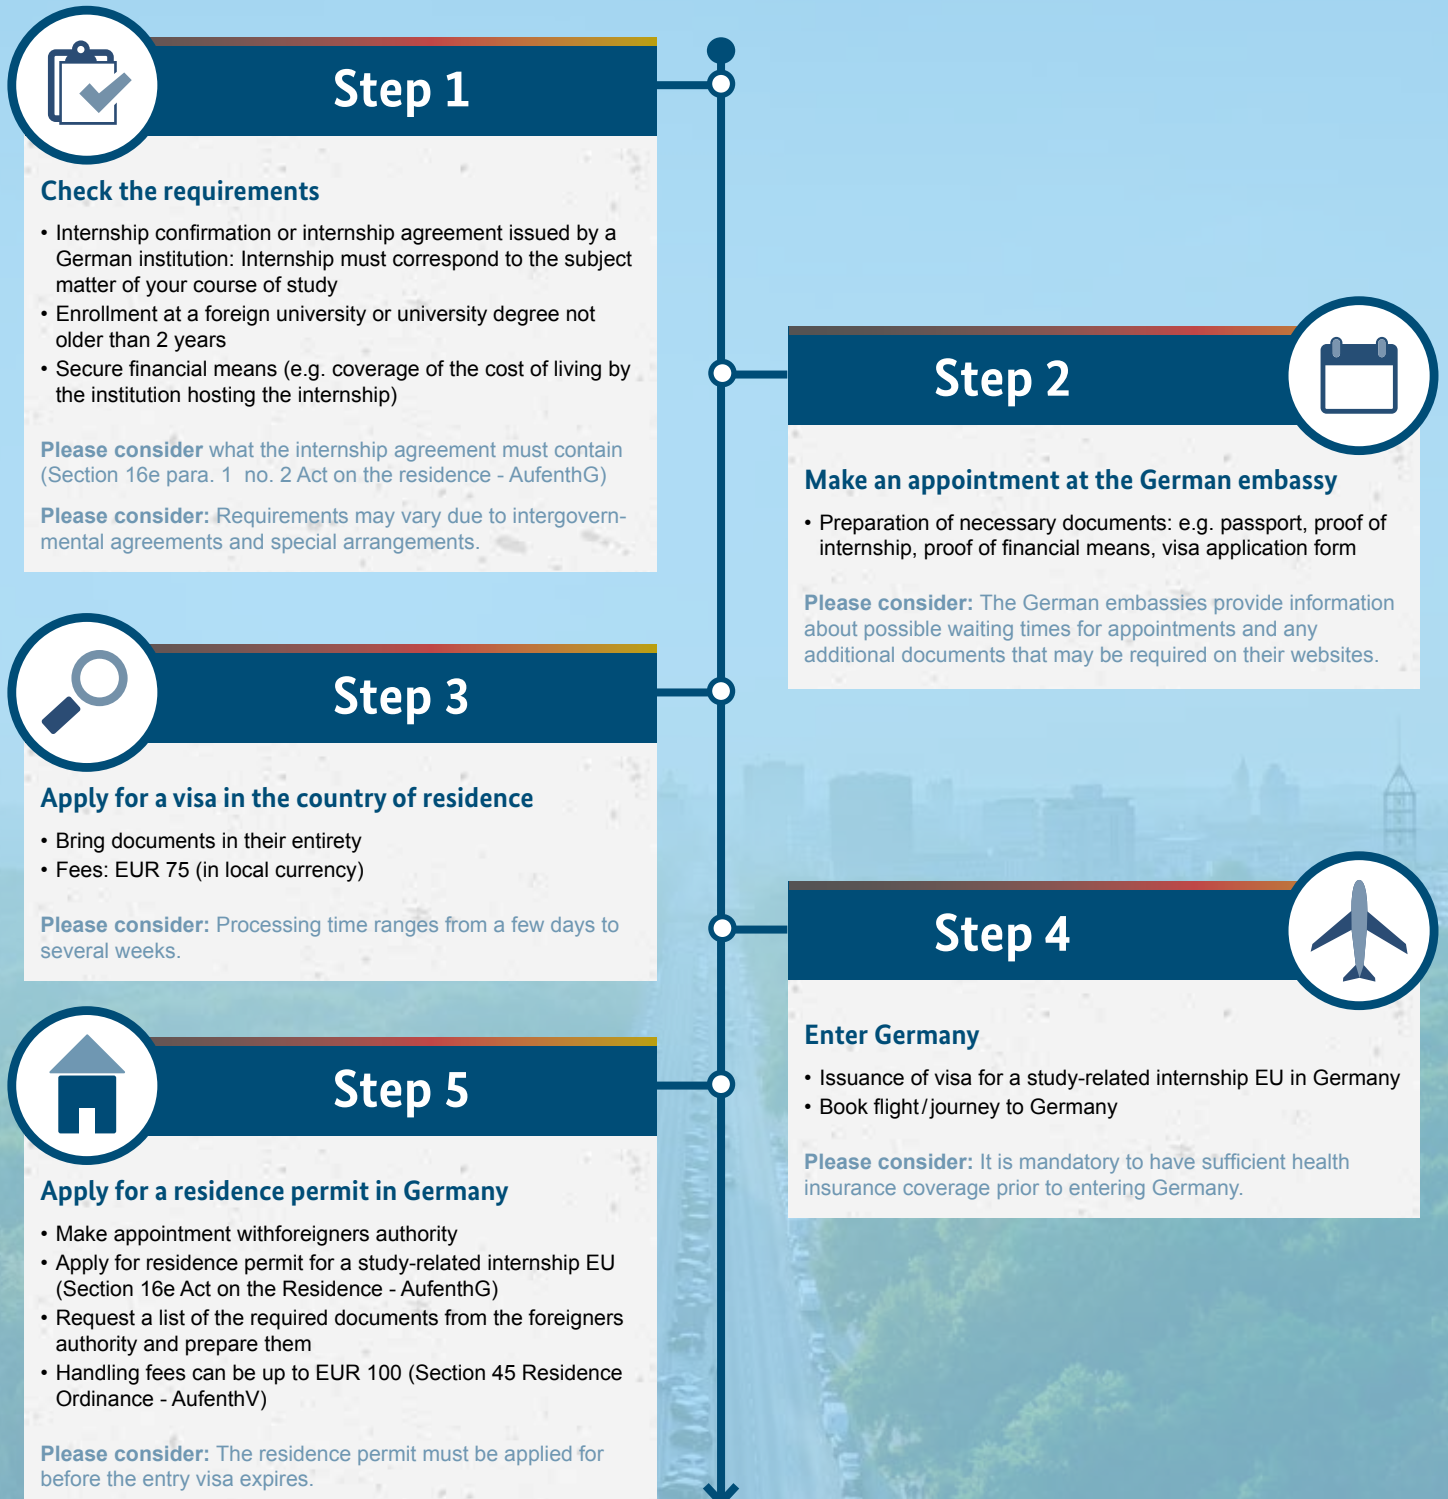 Step 1
Check the requirements
• Internship confirmation or internship agreement issued by a
German institution: Internship must correspond to the subject
matter of your course of study
• Enrollment at a foreign university or university degree not
older than 2 years
• Secure financial means (e.g. coverage of the cost of living by
the institution hosting the internship)
Please consider what the internship agreement must contain
(Section 16e para. 1  no. 2 Act on the residence - AufenthG)
Please consider: Requirements may vary due to intergovern-
mental agreements and special arrangements.
Step 2
Make an appointment at the German embassy
• Preparation of necessary documents: e.g. passport, proof of
internship, proof of financial means, visa application form
Please consider: The German embassies provide information
about possible waiting times for appointments and any
additional documents that may be required on their websites.
Step 3
Apply for a visa in the country of residence
• Bring documents in their entirety
• Fees: EUR 75 (in local currency)
Please consider: Processing time ranges from a few days to
several weeks.
Step 4
Enter Germany
• Issuance of visa for a study-related internship EU in Germany
• Book flight/journey to Germany
Please consider: It is mandatory to have sufficient health
insurance coverage prior to entering Germany.
Step 5
Apply for a residence permit in Germany
• Make appointment withforeigners authority
• Apply for residence permit for a study-related internship EU
(Section 16e Act on the Residence - AufenthG)
• Request a list of the required documents from the foreigners
authority and prepare them
• Handling fees can be up to EUR 100 (Section 45 Residence
Ordinance - AufenthV)
Please consider: The residence permit must be applied for
before the entry visa expires.